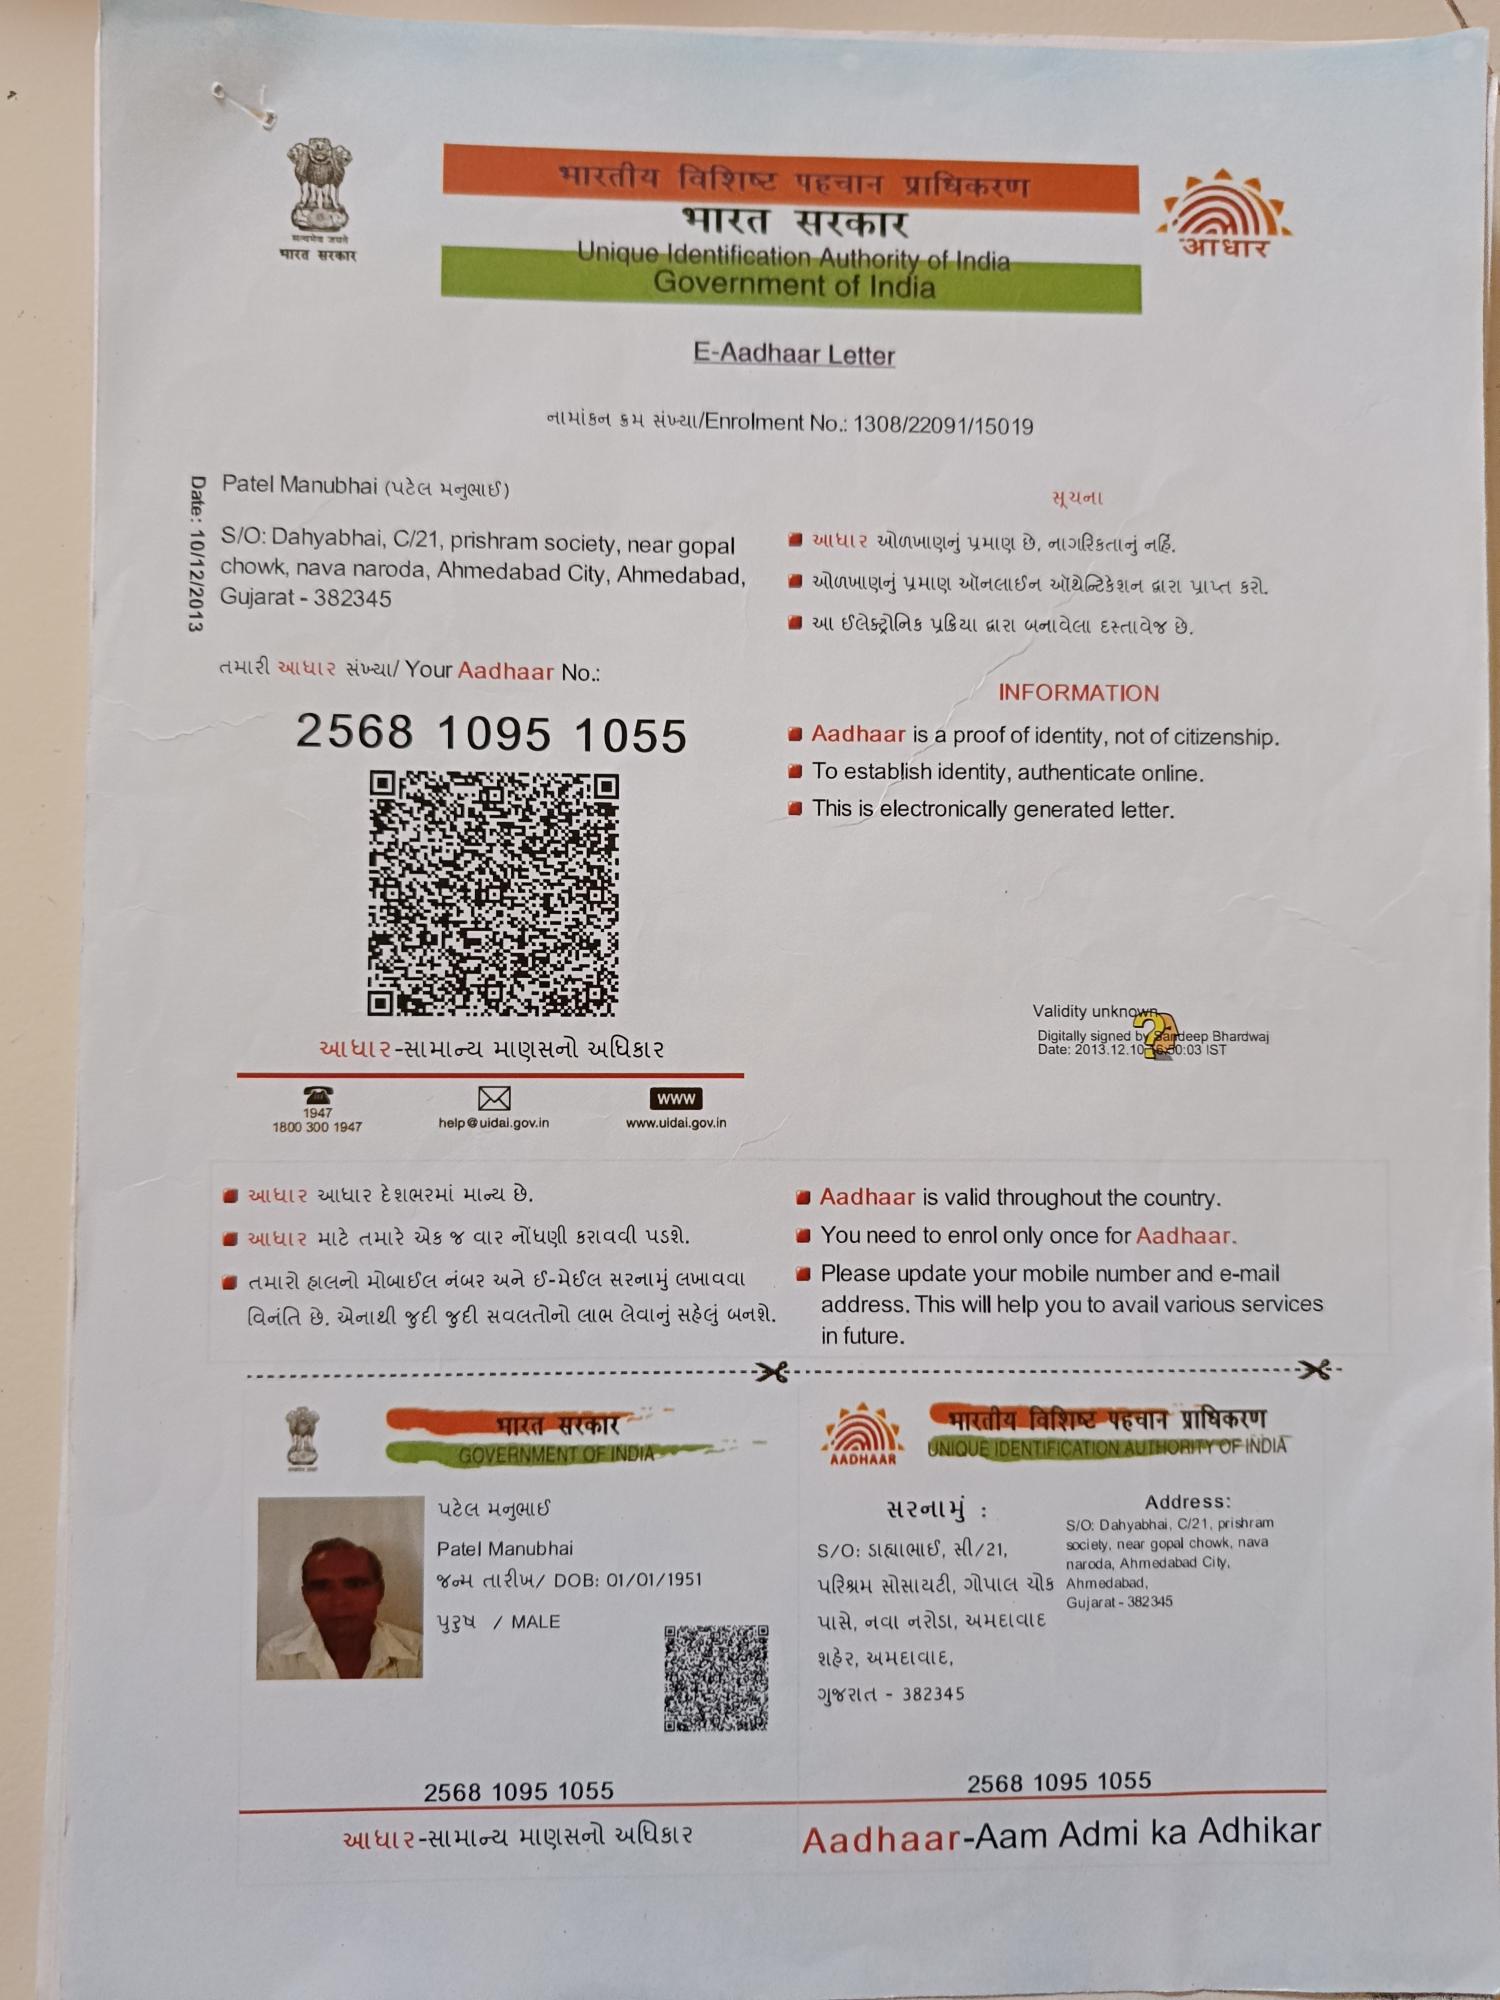 सत्यमेव जयते
भारत सरकार
भारतीय विशिष्ट पहचान प्राधिकरण
भारत सरकार
Unique Identification Authority of India
Government of India
आधार
E-Aadhaar Letter
નામાંકન ક્રમ સંખ્યા/Enrolment No.: 1308/22091/15019
Date: 10/12/2013
Patel Manubhai (પટેલ મનુભાઈ)
S/O: Dahyabhai, C/21, prishram society, near gopal
chowk, nava naroda, Ahmedabad City, Ahmedabad,
Gujarat - 382345
તમારી આધાર સંખ્યા/ Your Aadhaar No.:
2568 1095 1055
આધાર-સામાન્ય માણસનો અધિકાર
1947
1800 300 1947
help@uidai.gov.in
www
www.uidai.gov.in
સૂચના
આધાર ઓળખાણનું પ્રમાણ છે, નાગરિકતાનું નહિં.
ઓળખાણનું પ્રમાણ ઑનલાઈન ઑથેન્ટિકેશન દ્વારા પ્રાપ્ત કરો.
આ ઈલેક્ટ્રોનિક પ્રક્રિયા દ્વારા બનાવેલા દસ્તાવેજ છે.
INFORMATION
Aadhaar is a proof of identity, not of citizenship.
To establish identity, authenticate online.
This is electronically generated letter.
Validity unknown
Digitally signed by Sandeep Bhardwaj
Date: 2013.12.10 16:50:03 IST
આધાર આધાર દેશભરમાં માન્ય છે.
આધાર માટે તમારે એક જ વાર નોંધણી કરાવવી પડશે.
તમારો હાલનો મોબાઈલ નંબર અને ઈ-મેઈલ સરનામું લખાવવા
વિનંતિ છે. એનાથી જુદી જુદી સવલતોનો લાભ લેવાનું સહેલું બનશે.
Aadhaar is valid throughout the country.
You need to enrol only once for Aadhaar.
Please update your mobile number and e-mail
address. This will help you to avail various services
in future.
भारत सरकार
GOVERNMENT OF INDIA
પટેલ મનુભાઈ
Patel Manubhai
જન્મ તારીખ/ DOB: 01/01/1951
પુરુષ / MALE
2568 1095 1055
આધાર-સામાન્ય માણસનો અધિકાર
AADHAAR
भारतीय विशिष्ट पहचान प्राधिकरण
UNIQUE IDENTIFICATION AUTHORITY OF INDIA
સરનામું :
S/O: ડાહ્યાભાઈ, સી/21,
પરિશ્રમ સોસાયટી, ગોપાલ ચોક
પાસે, નવા નરોડા, અમદાવાદ
શહેર, અમદાવાદ,
ગુજરાત - 382345
Address:
S/O: Dahyabhai, C/21, prishram
society, near gopal chowk, nava
naroda, Ahmedabad City,
Ahmedabad,
Gujarat - 382345
2568 1095 1055
Aadhaar-Aam Admi ka Adhikar